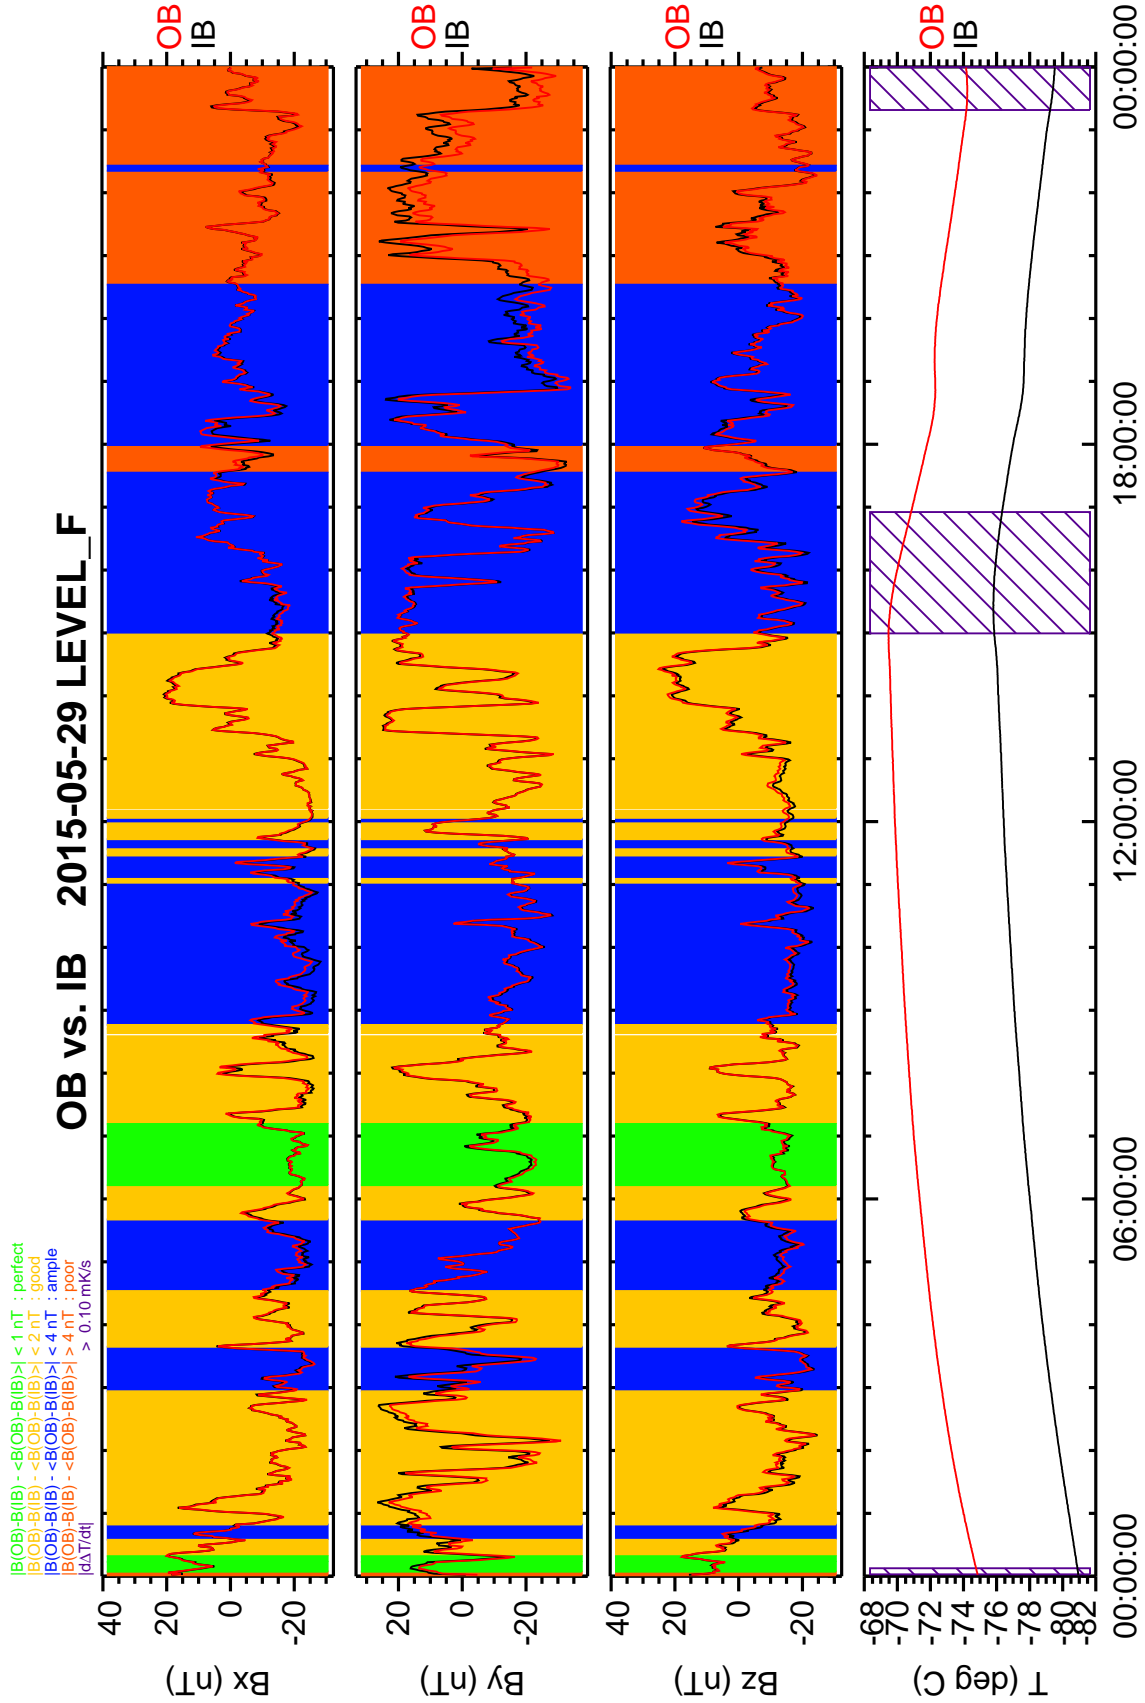 |B(OB)-B(IB) - <B(OB)-B(IB)>| < 1 nT : perfect
|B(OB)-B(IB) - <B(OB)-B(IB)>| < 2 nT : good
|B(OB)-B(IB) - <B(OB)-B(IB)>| < 4 nT : ample
|B(OB)-B(IB) - <B(OB)-B(IB)>| > 4 nT : poor
|dΔT/dt| > 0.10 mK/s
OB vs. IB 2015-05-29 LEVEL_F
Bx (nT)
40
20
0
-20
OB
IB
By (nT)
20
0
-20
OB
IB
Bz (nT)
40
20
0
-20
OB
IB
T (deg C)
-68
-70
-72
-74
-76
-78
-80
-82
OB
IB
00:00:00
06:00:00
12:00:00
18:00:00
00:00:00